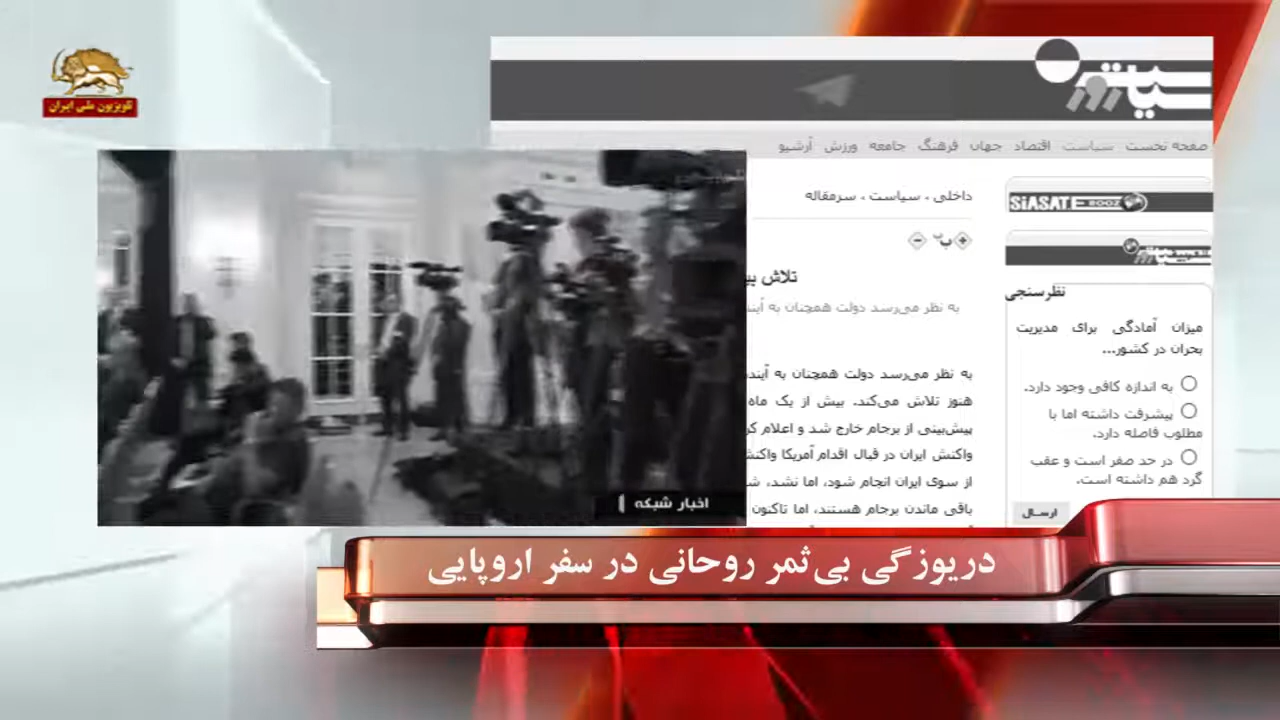 تلویزیون ملی ایران
سیاست روز
صفحه نخست سیاست اقتصاد جهان فرهنگ جامعه ورزش آرشیو
داخلی ، سیاست ، سرمقاله
SiASATE ROOZ
نظرسنجی
میزان آمادگی برای مدیریت
بحران در کشور...
به اندازه کافی وجود دارد.
پیشرفت داشته اما با
مطلوب فاصله دارد.
در حد صفر است و عقب
گرد هم داشته است.
ارسال
تلاش
به نظر می‌رسد دولت همچنان به
به نظر می‌رسد دولت همچنان به
هنوز تلاش می‌کند. بیش از یک ماه
پیش‌بینی از برجام خارج شد و اعلام
واکنش ایران در قبال اقدام آمریکا
از سوی ایران انجام شود، اما نشد،
باقی ماندن برجام هستند، اما تاکنون
اخبار شبکه ۱
دریوزگی بی‌ثمر روحانی در سفر اروپایی